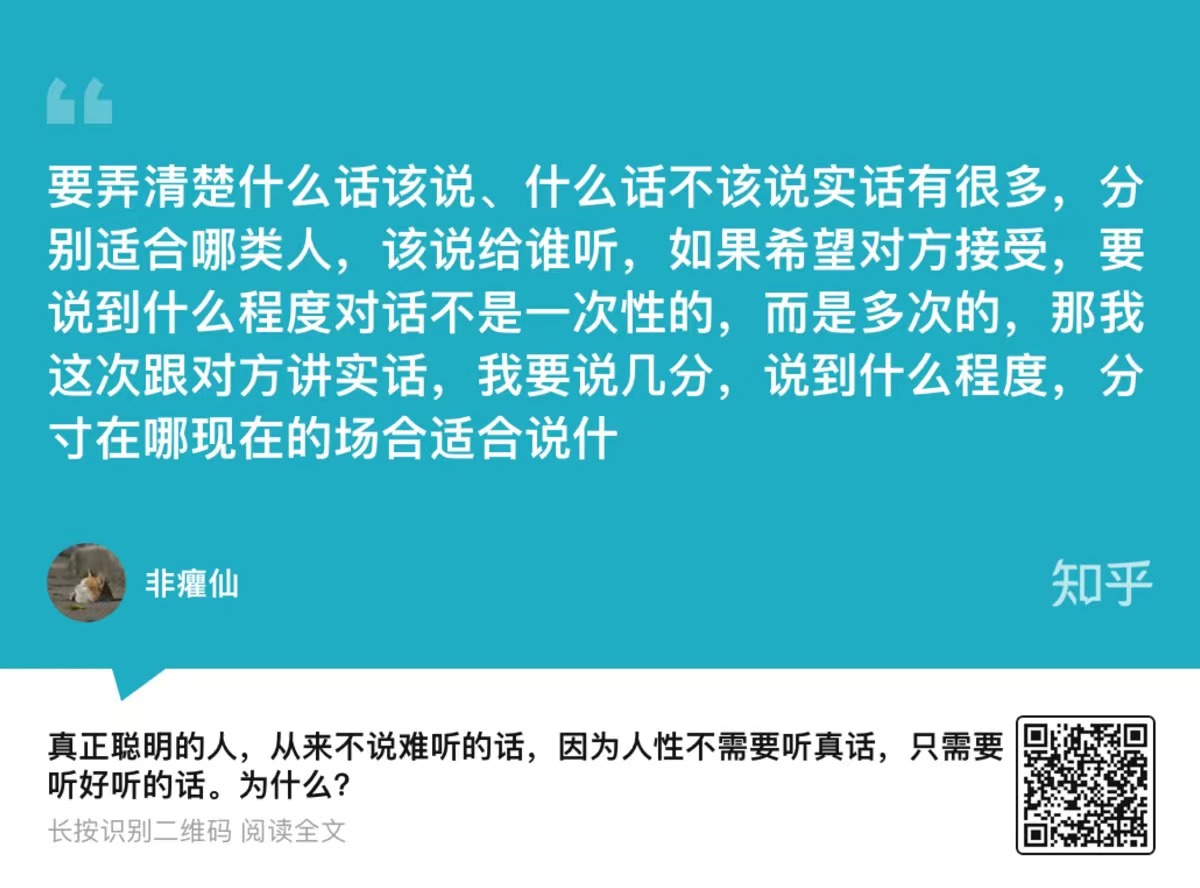 要弄清楚什么话该说、什么话不该说实话有很多，分
别适合哪类人，该说给谁听，如果希望对方接受，要
说到什么程度对话不是一次性的，而是多次的，那我
这次跟对方讲实话，我要说几分，说到什么程度，分
寸在哪现在的场合适合说什
非癯仙
知乎
真正聪明的人，从来不说难听的话，因为人性不需要听真话，只需要
听好听的话。为什么？
长按识别二维码 阅读全文